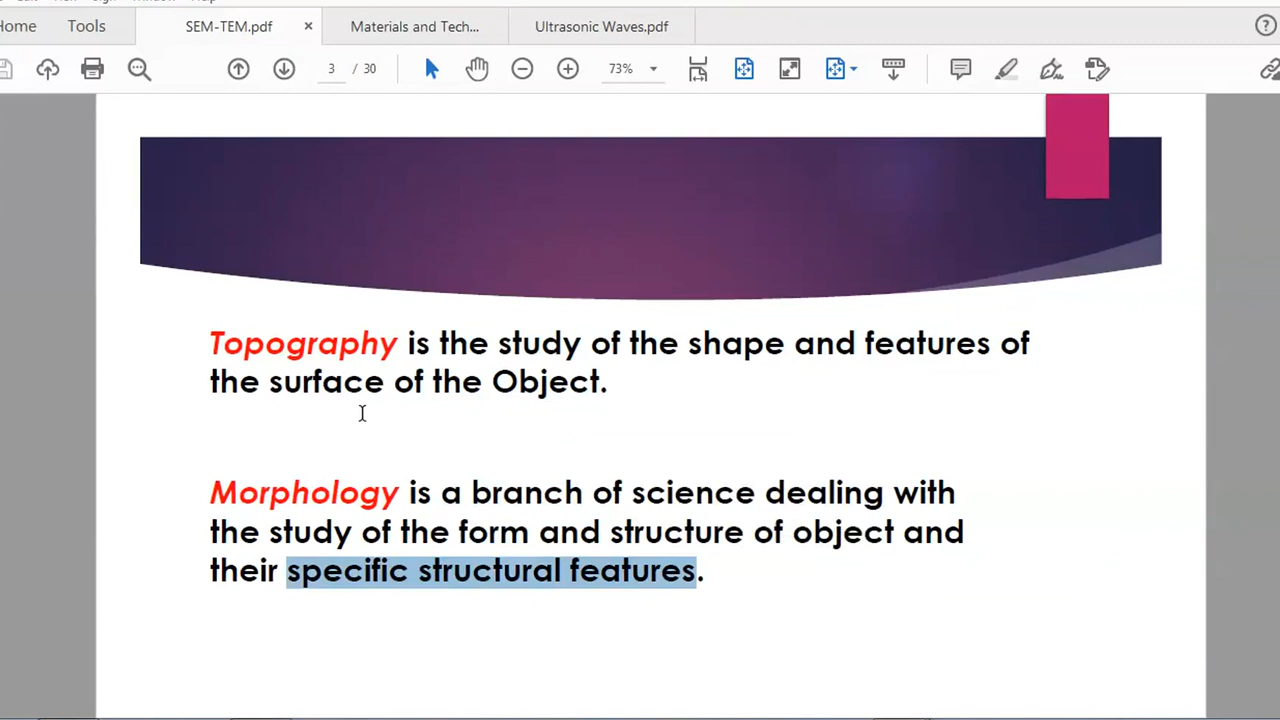 Home Tools SEM-TEM.pdf × Materials and Tech... Ultrasonic Waves.pdf ?
3 / 30 73%
Topography is the study of the shape and features of
the surface of the Object.
Morphology is a branch of science dealing with
the study of the form and structure of object and
their specific structural features.